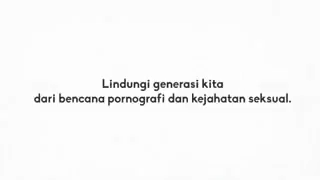 Lindungi generasi kita
dari bencana pornografi dan kejahatan seksual.